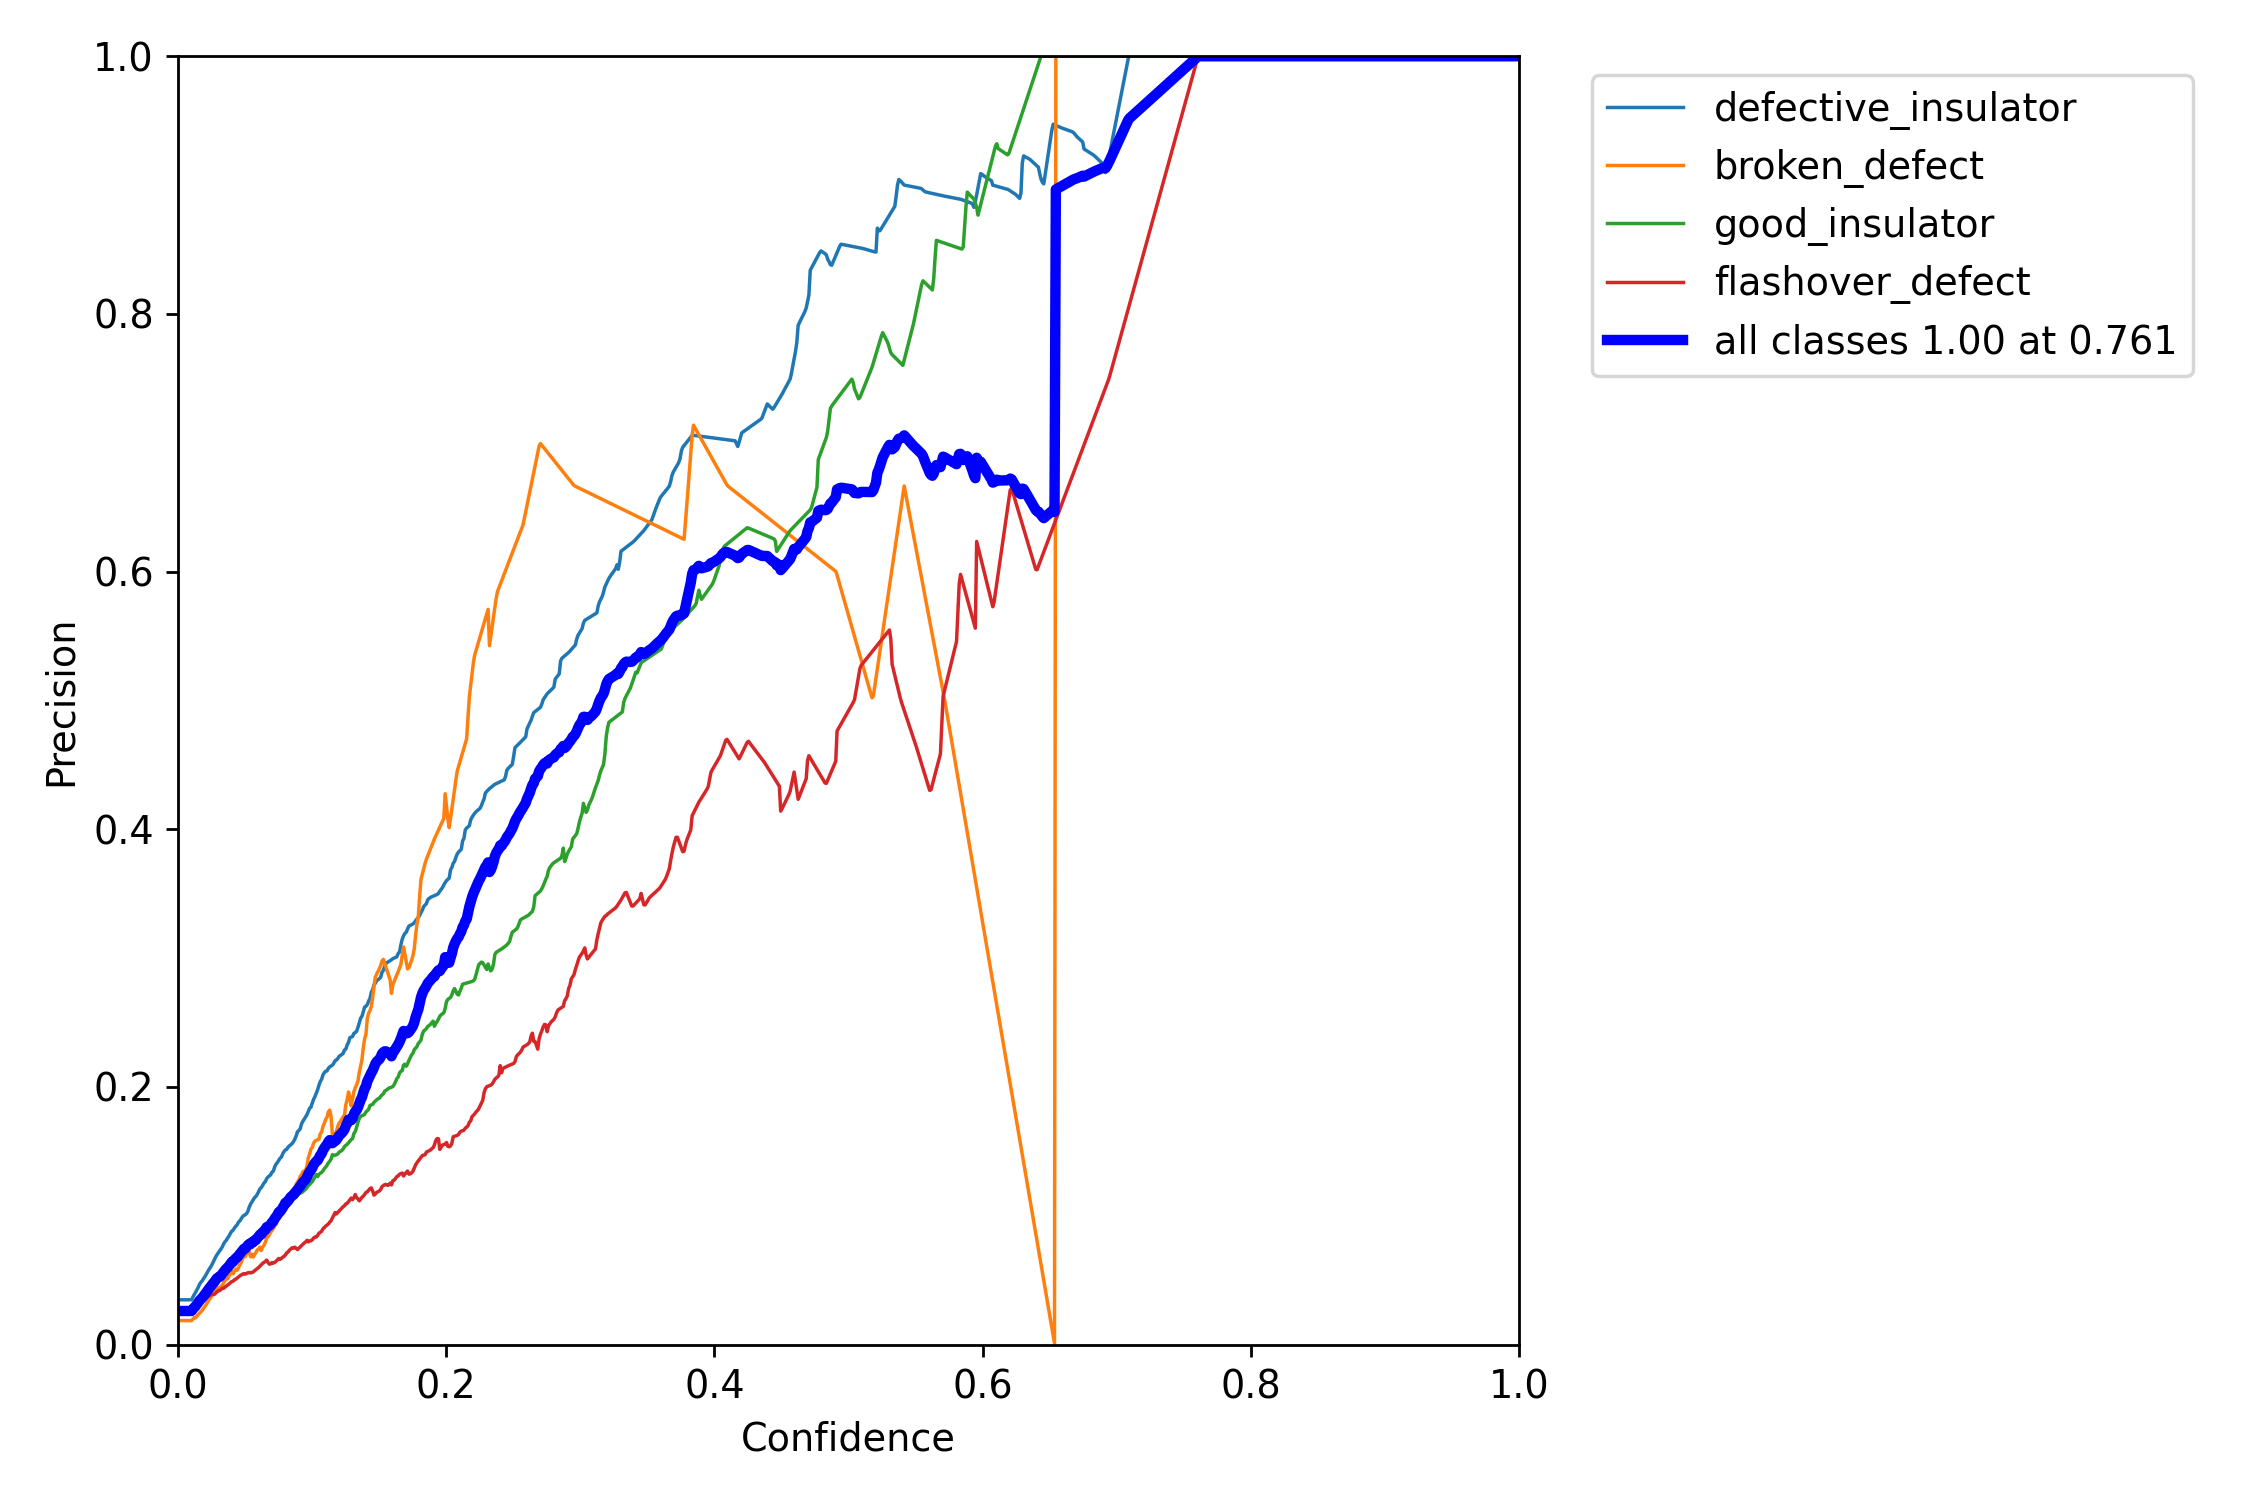 1.0
0.8
0.6
0.4
0.2
0.0
Precision
0.0 0.2 0.4 0.6 0.8 1.0
Confidence
defective_insulator
broken_defect
good_insulator
flashover_defect
all classes 1.00 at 0.761